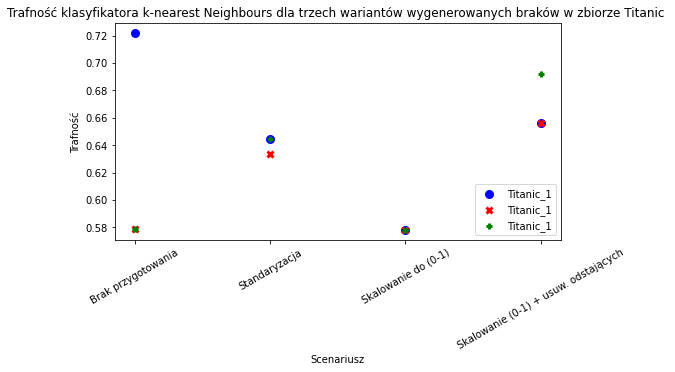 Trafność klasyfikatora k-nearest Neighbours dla trzech wariantów wygenerowanych braków w zbiorze Titanic
0.72
0.70
0.68
0.66
0.64
0.62
0.60
0.58
Trafność
Titanic_1
Titanic_1
Titanic_1
Brak przygotowania
Standaryzacja
Skalowanie do (0-1)
Skalowanie (0-1) + usuw. odstających
Scenariusz